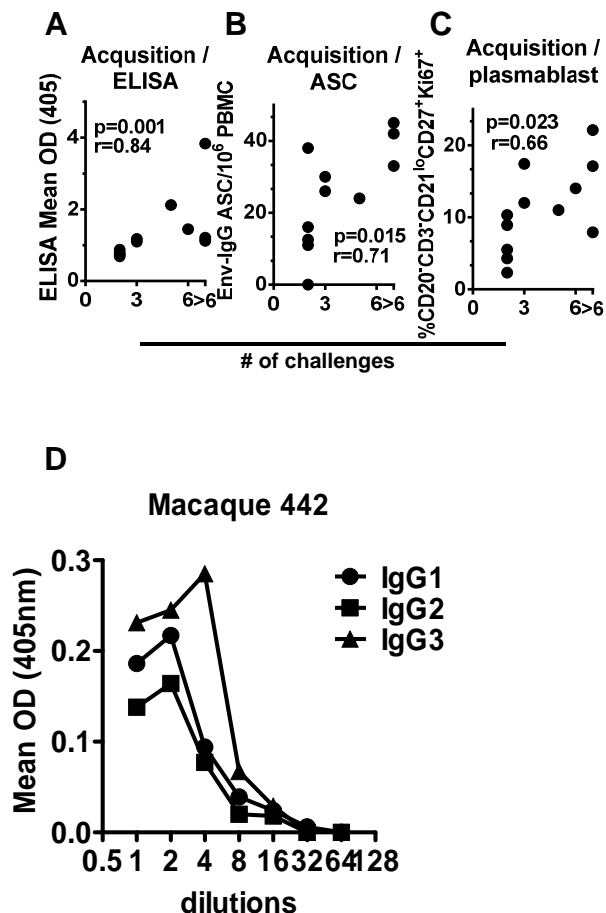 A
Acqusition /
ELISA
ELISA Mean OD (405)
p=0.001
r=0.84
4
2
0
0 3 6>6
B
Acquisition /
ASC
Env-IgG ASC/10⁶ PBMC
40
20
0
p=0.015
r=0.71
0 3 6>6
C
Acquisition /
plasmablast
%CD20⁻CD3⁻CD21ˡᵒCD27⁺Ki67⁺
p=0.023
r=0.66
20
10
0
0 3 6>6
# of challenges
D
Macaque 442
Mean OD (405nm)
0.3
0.2
0.1
0.0
IgG1
IgG2
IgG3
0.5 1 2 4 8 16 32 64 128
dilutions